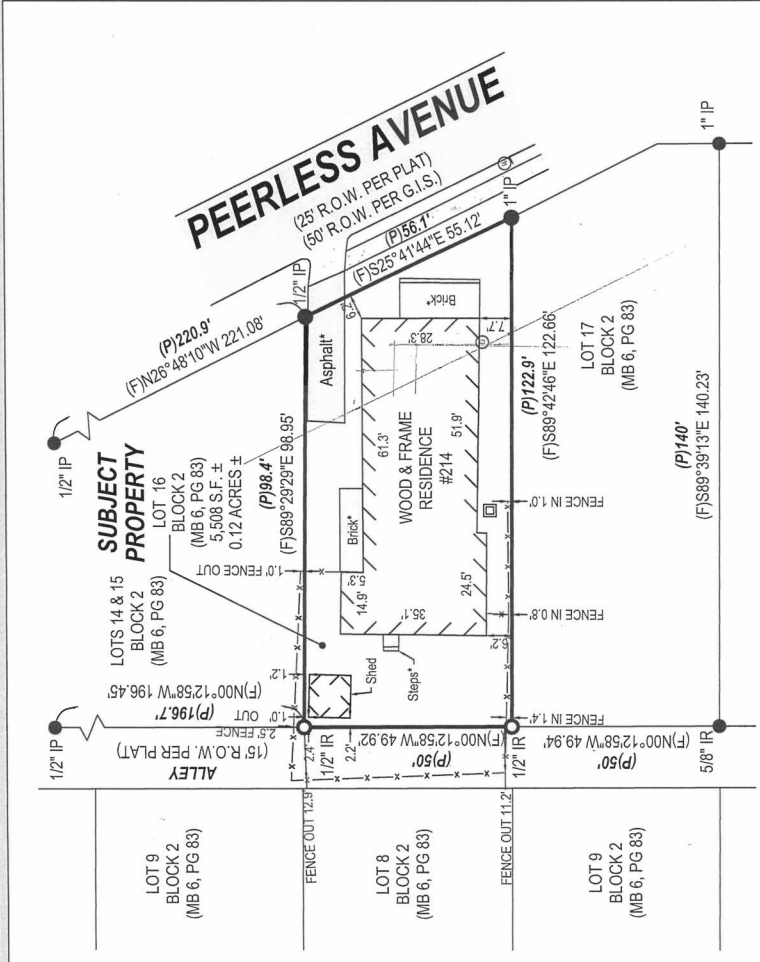 PEERLESS AVENUE
(25' R.O.W. PER PLAT)
(50' R.O.W. PER G.I.S.)
(P)56.1'
(F)S25°41'44"E 55.12'
1" IP
1" IP
1/2" IP
(P)220.9'
(F)N26°48'10"W 221.08'
1/2" IP
SUBJECT
PROPERTY
LOT 16
BLOCK 2
(MB 6, PG 83)
5,508 S.F. ±
0.12 ACRES ±
(P)98.4'
(F)S89°29'29"E 98.95'
LOTS 14 & 15
BLOCK 2
(MB 6, PG 83)
Asphalt*
6.2'
Brick*
7.7'
28.3'
61.3'
WOOD & FRAME
RESIDENCE
#214
51.9'
Brick*
5.3'
14.9'
35.1'
24.5'
6.2'
Steps*
Shed
1.0' FENCE OUT
1.2'
(P)122.9'
(F)S89°42'46"E 122.66'
LOT 17
BLOCK 2
(MB 6, PG 83)
FENCE IN 1.0'
FENCE IN 0.8'
FENCE IN 1.4'
(P)140'
(F)S89°39'13"E 140.23'
(F)N00°12'58"W 196.45'
(P)196.7'
1.0' OUT
2.5' FENCE
(15' R.O.W. PER PLAT)
ALLEY
1/2" IP
2.4'
1/2" IR
2.2'
(F)N00°12'58"W 49.92'
(P)50'
1/2" IR
(F)N00°12'58"W 49.94'
(P)50'
5/8" IR
FENCE OUT 12.9'
FENCE OUT 11.2'
LOT 9
BLOCK 2
(MB 6, PG 83)
LOT 8
BLOCK 2
(MB 6, PG 83)
LOT 9
BLOCK 2
(MB 6, PG 83)